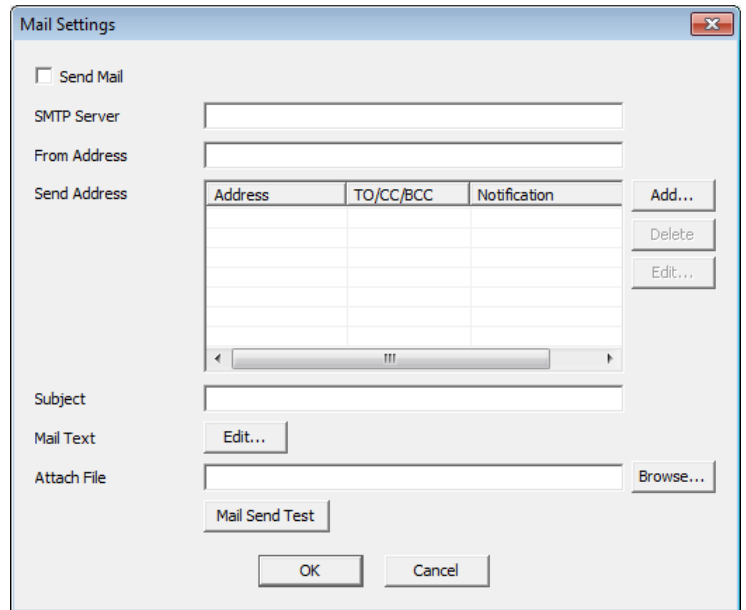 Mail Settings
Send Mail
SMTP Server
From Address
Send Address
Address TO/CC/BCC Notification
Add...
Delete
Edit...
Subject
Mail Text Edit...
Attach File Browse...
Mail Send Test
OK Cancel